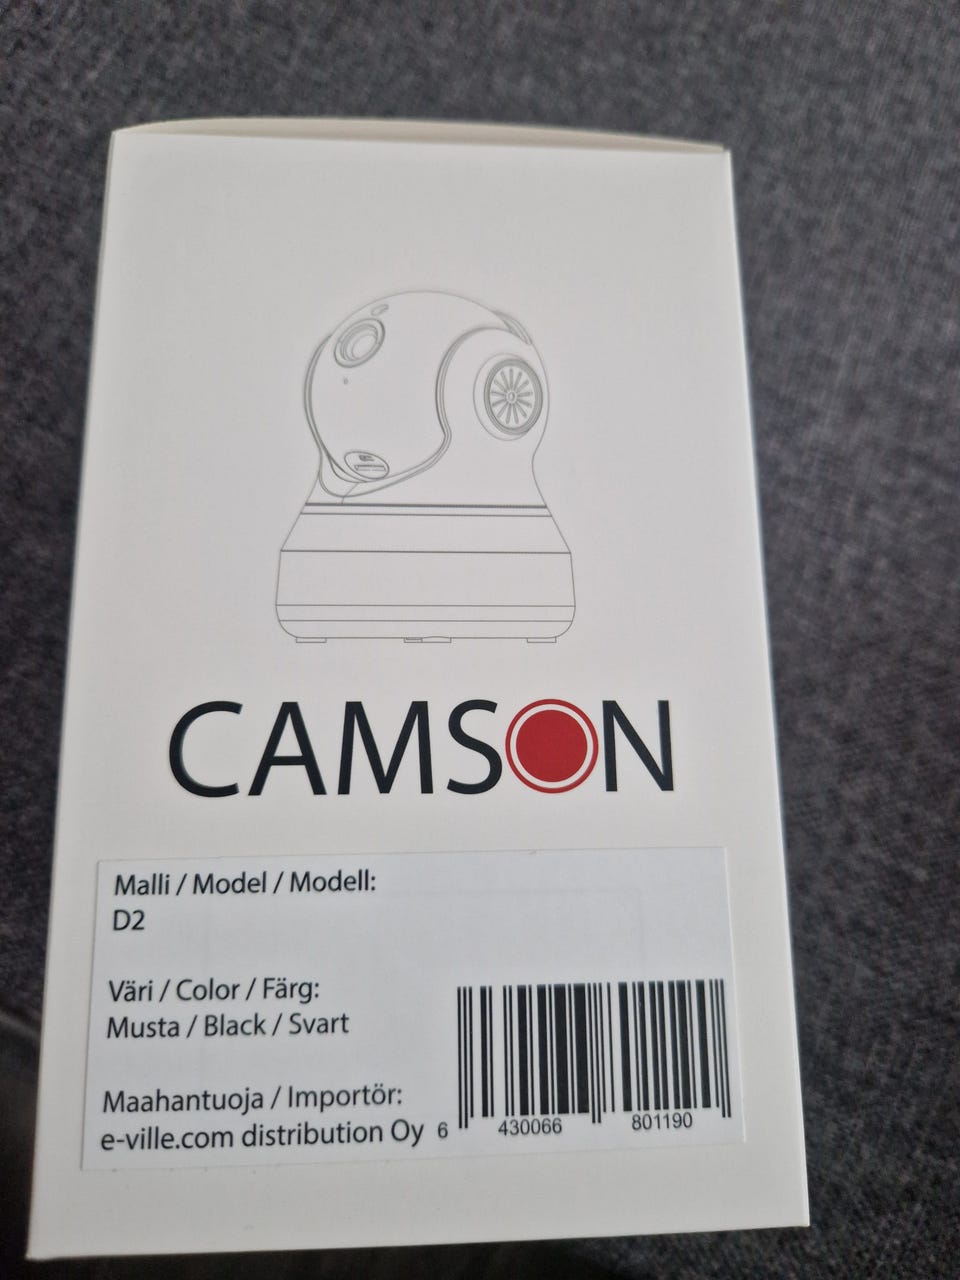 CAMSON
Malli / Model / Modell:
D2
Väri / Color / Färg:
Musta / Black / Svart
Maahantuoja / Importör:
e-ville.com distribution Oy
6 430066 801190